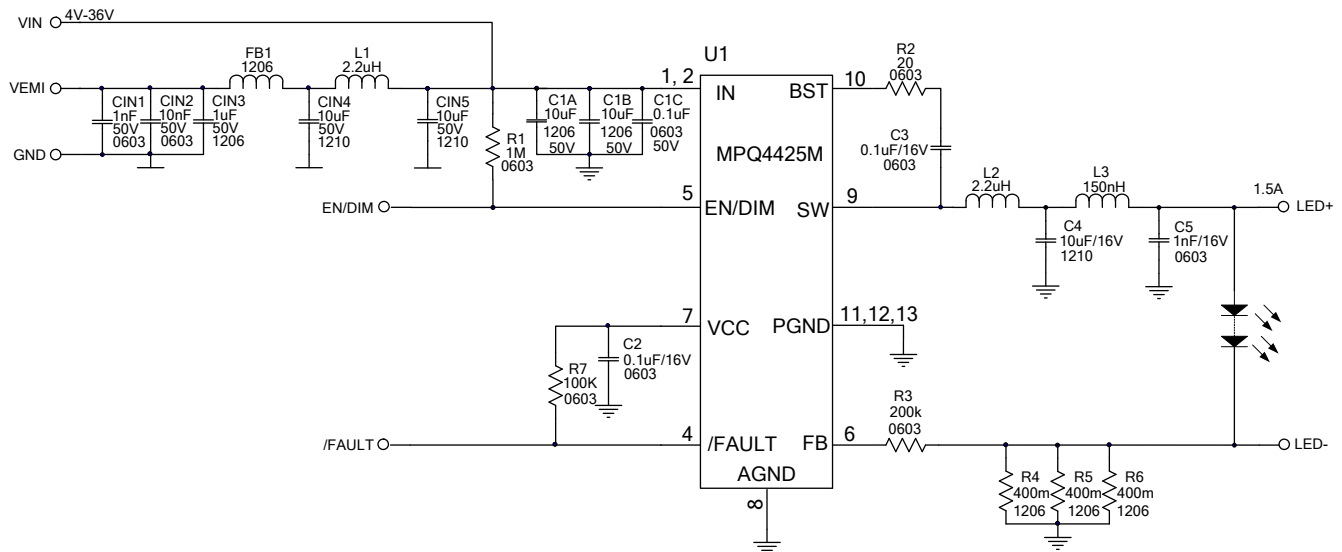 VIN
4V-36V
VEMI
GND
CIN1
1nF
50V
0603
CIN2
10nF
50V
0603
CIN3
1uF
50V
1206
FB1
1206
CIN4
10uF
50V
1210
L1
2.2uH
CIN5
10uF
50V
1210
R1
1M
0603
C1A
10uF
1206
50V
C1B
10uF
1206
50V
C1C
0.1uF
0603
50V
EN/DIM
U1
MPQ4425M
1, 2
IN
BST
10
5
EN/DIM
SW
9
7
VCC
PGND
11,12,13
4
/FAULT
FB
6
AGND
8
R2
20
0603
C3
0.1uF/16V
0603
L2
2.2uH
L3
150nH
C4
10uF/16V
1210
C5
1nF/16V
0603
1.5A
LED+
C2
0.1uF/16V
0603
R7
100K
0603
/FAULT
R3
200k
0603
R4
400m
1206
R5
400m
1206
R6
400m
1206
LED-